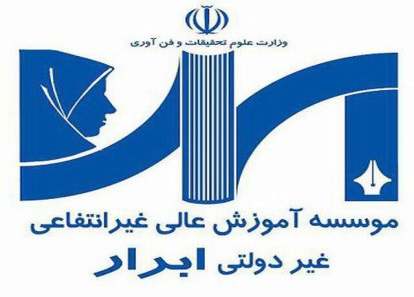 وزارت علوم تحقیقات و فن آوری
موسسه آموزش عالی غیرانتفاعی
غیر دولتی ابرار